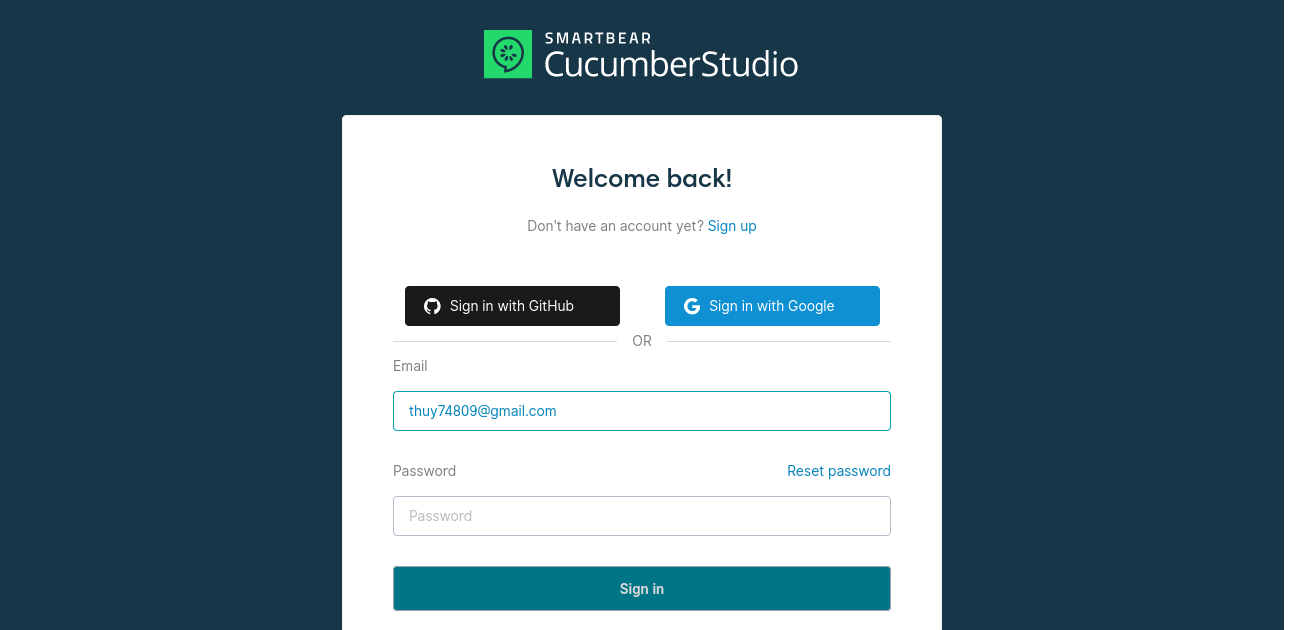 SMARTBEAR
CucumberStudio
Welcome back!
Don't have an account yet? Sign up
Sign in with GitHub
Sign in with Google
OR
Email
thuy74809@gmail.com
Password
Reset password
Password
Sign in